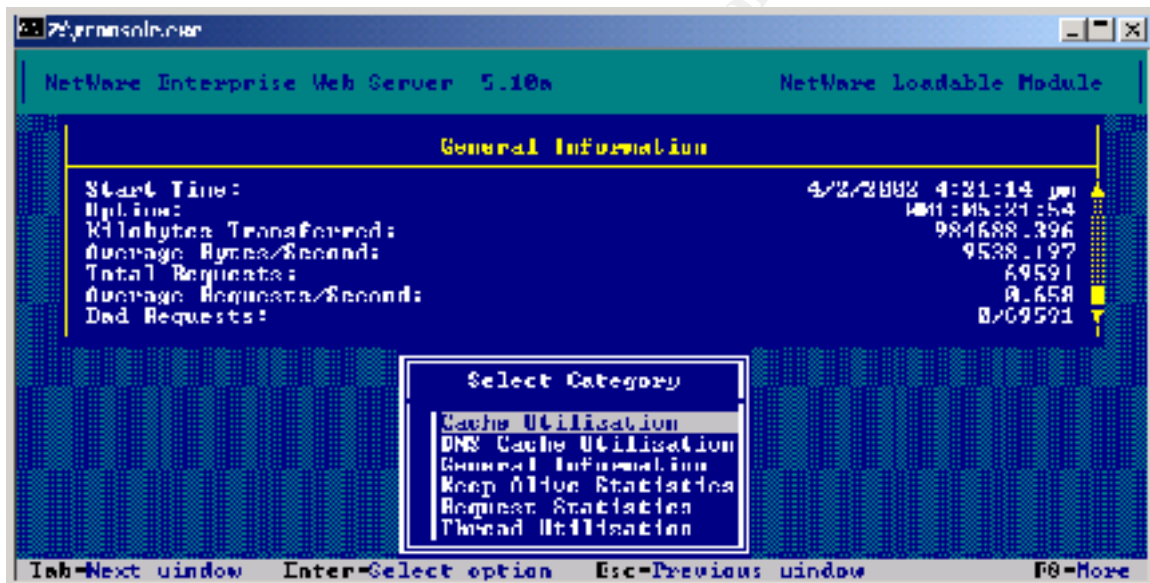 Z:\rconsole.exe
NetWare Enterprise Web Server 5.10a NetWare Loadable Module
General Information
Start Time: 4/2/2002 4:21:14 pm
Uptime: 001:05:21:54
Kilobytes Transferred: 984688.396
Average Bytes/Second: 9538.197
Total Requests: 69591
Average Requests/Second: 0.658
Bad Requests: 0/69591
Select Category
Cache Utilisation
DNS Cache Utilisation
General Information
Keep Alive Statistics
Request Statistics
Thread Utilisation
Tab=Next window Enter=Select option Esc=Previous window F8=More